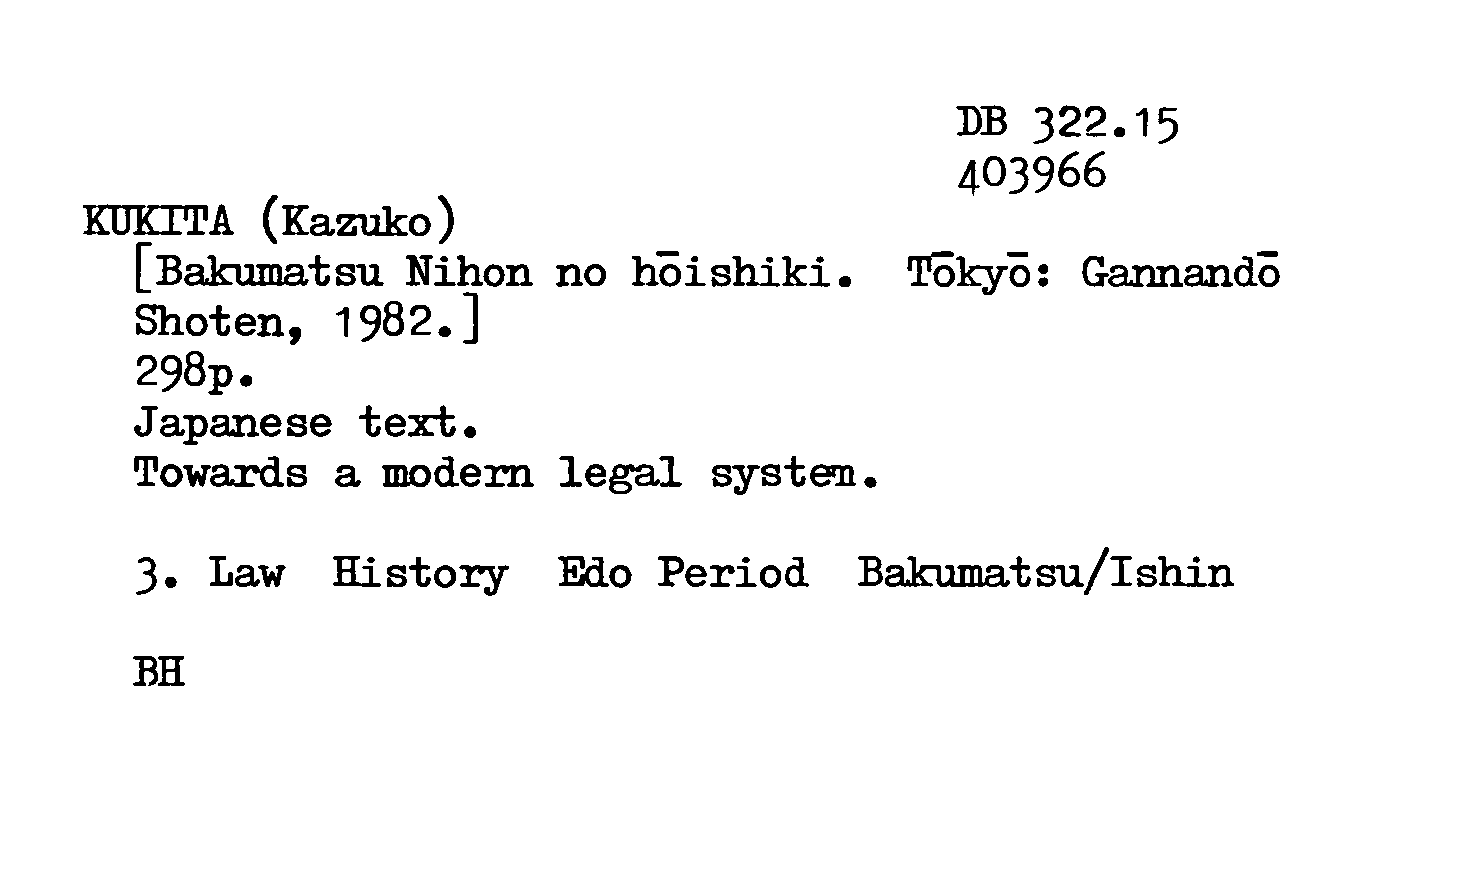 DB 322.15
403966
KUKITA (Kazuko)
[Bakumatsu Nihon no hōishiki. Tōkyō: Gannandō
Shoten, 1982.]
298p.
Japanese text.
Towards a modern legal system.
3. Law History Edo Period Bakumatsu/Ishin
BH